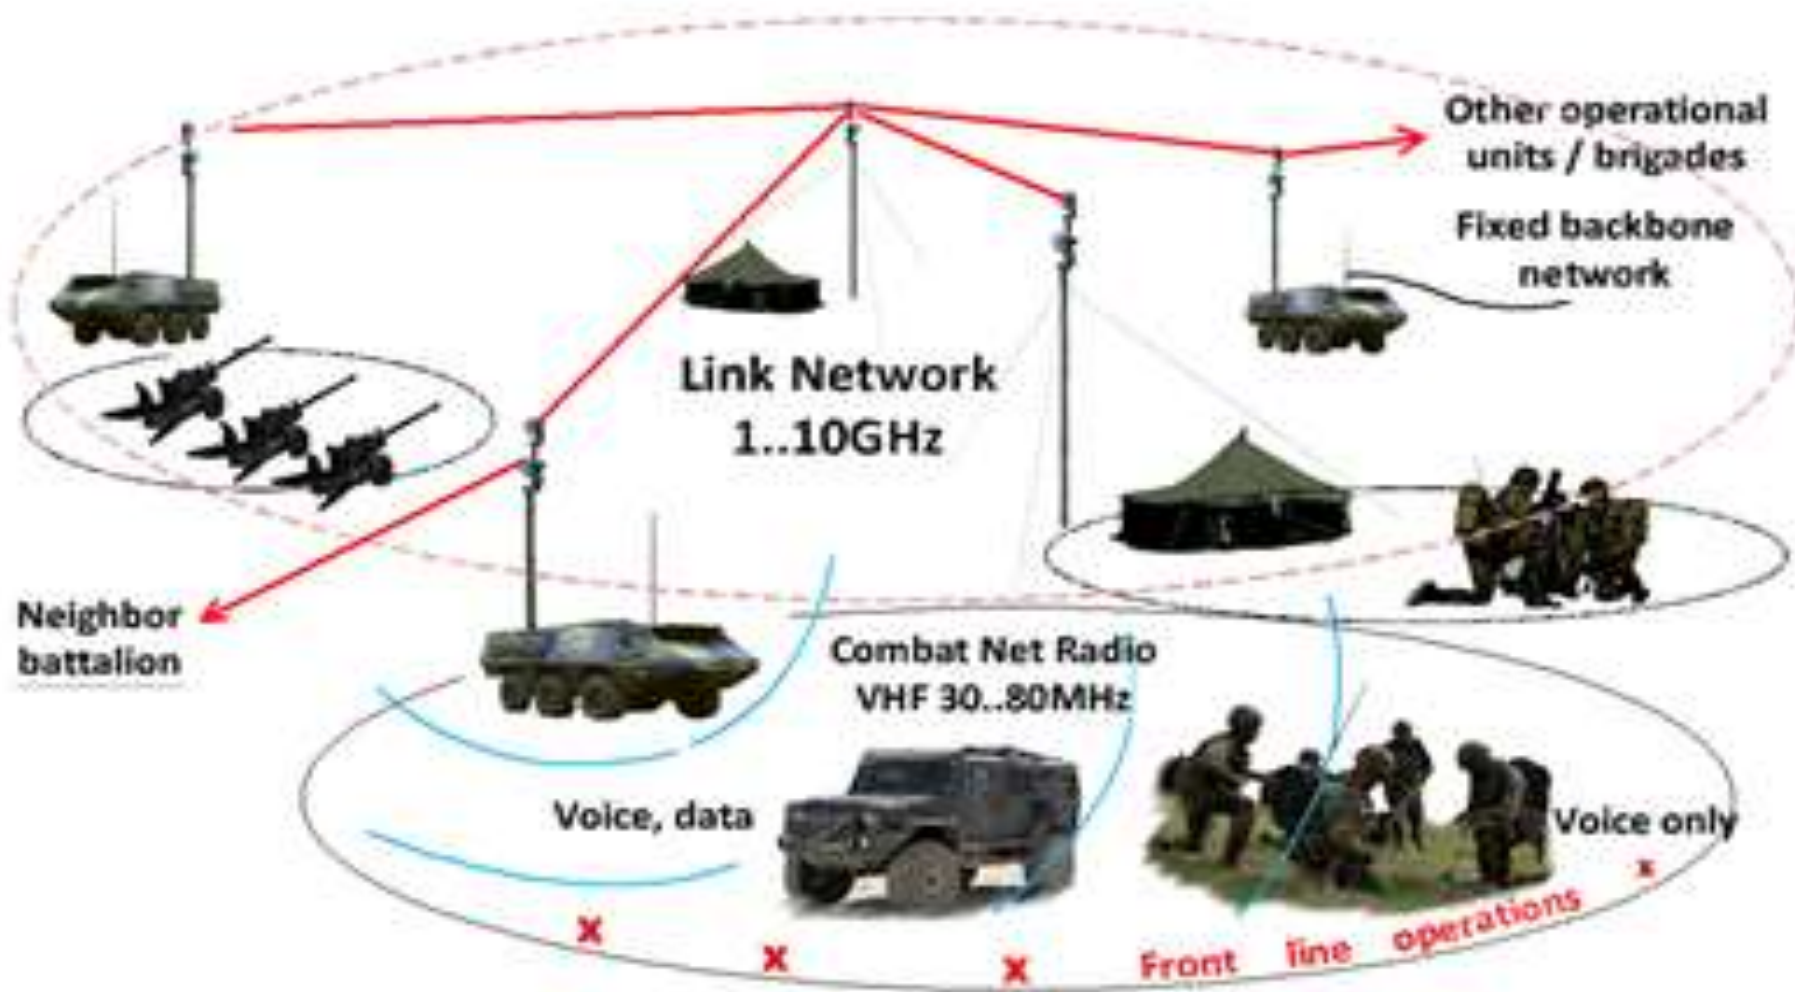 Other operational
units / brigades
Fixed backbone
network
Link Network
1..10GHz
Neighbor
battalion
Combat Net Radio
VHF 30..80MHz
Voice, data
Voice only
x
x
x
x
Front line operations